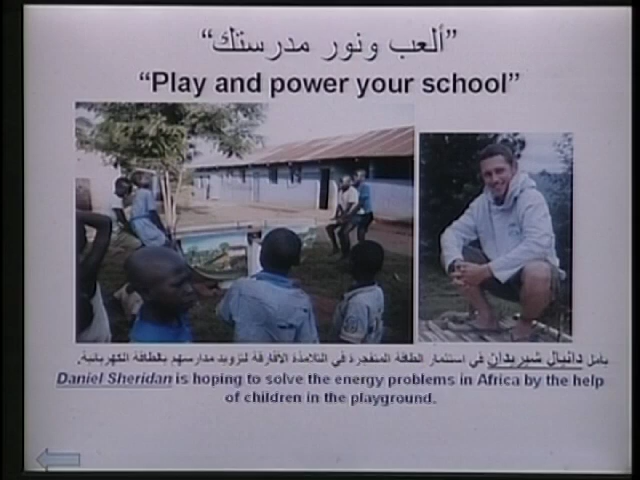 “ألعب ونور مدرستك”
“Play and power your school”
يامل دانيال شيريدان في استثمار الطاقة المتفجرة في التلامذة الافارقة لتزويد مدارسهم بالطاقة الكهربائية.
Daniel Sheridan is hoping to solve the energy problems in Africa by the help
of children in the playground.